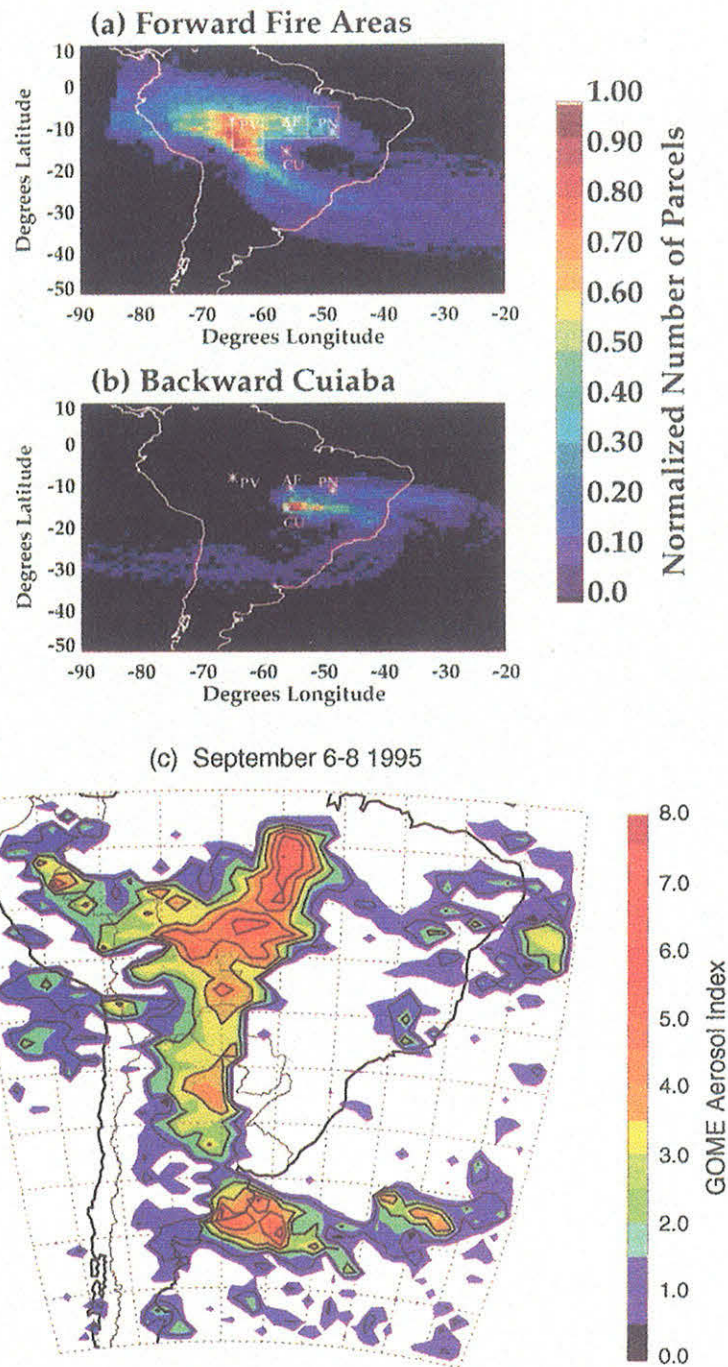 (a) Forward Fire Areas
10
0
-10
-20
-30
-40
-50
Degrees Latitude
PV
AF
PN
CU
-90 -80 -70 -60 -50 -40 -30 -20
Degrees Longitude
(b) Backward Cuiaba
10
0
-10
-20
-30
-40
-50
Degrees Latitude
PV
AF
PN
CU
-90 -80 -70 -60 -50 -40 -30 -20
Degrees Longitude
1.00
0.90
0.80
0.70
0.60
0.50
0.40
0.30
0.20
0.10
0.0
Normalized Number of Parcels
(c) September 6-8 1995
8.0
7.0
6.0
5.0
4.0
3.0
2.0
1.0
0.0
GOME Aerosol Index